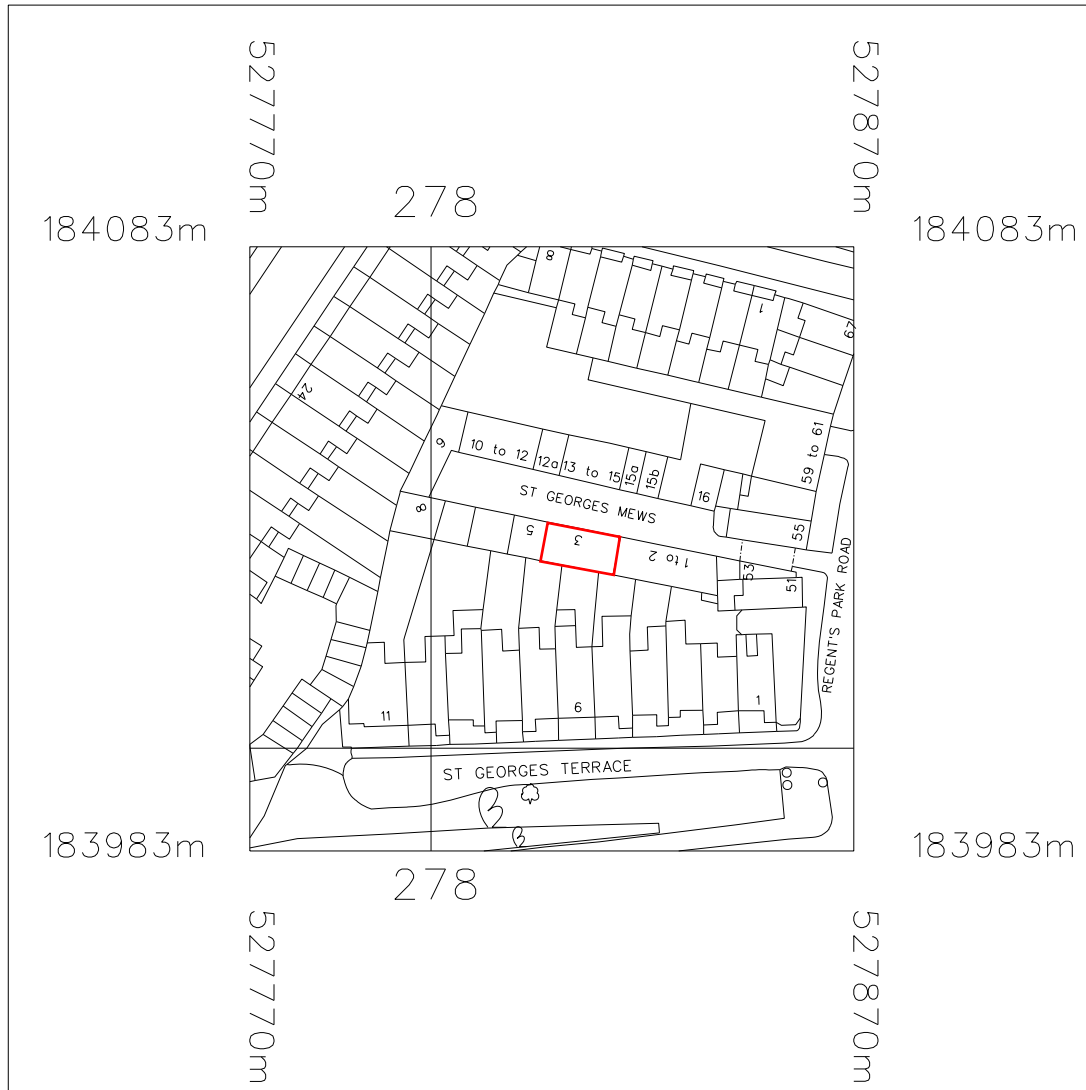 527770m
527870m
278
184083m
184083m
8
1
67
24
9
10 to 12
12a
13 to 15
15a
15b
16
59 to 61
ST GEORGES MEWS
55
8
5
3
1 to 2
53
51
REGENT'S PARK ROAD
11
6
1
ST GEORGES TERRACE
183983m
183983m
278
527770m
527870m